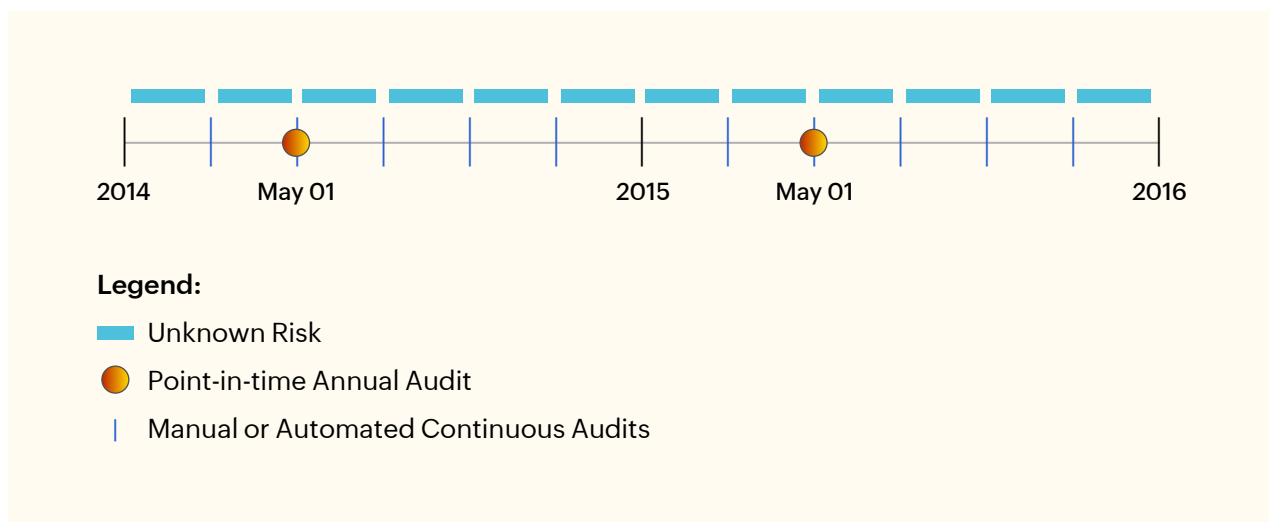 2014 May 01 2015 May 01 2016
Legend:
Unknown Risk
Point-in-time Annual Audit
Manual or Automated Continuous Audits